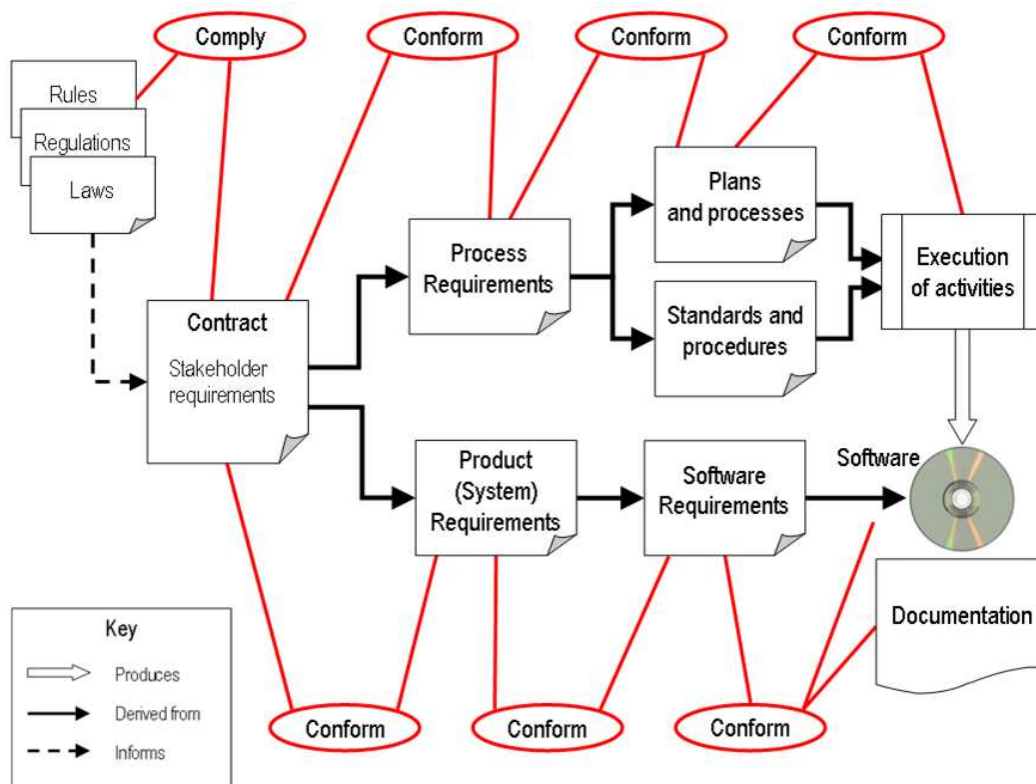 Comply
Conform
Conform
Conform
Rules
Regulations
Laws
Plans
and processes
Process
Requirements
Execution
of activities
Contract
Stakeholder
requirements
Standards and
procedures
Product
(System)
Requirements
Software
Requirements
Software
Documentation
Key
Produces
Derived from
Informs
Conform
Conform
Conform